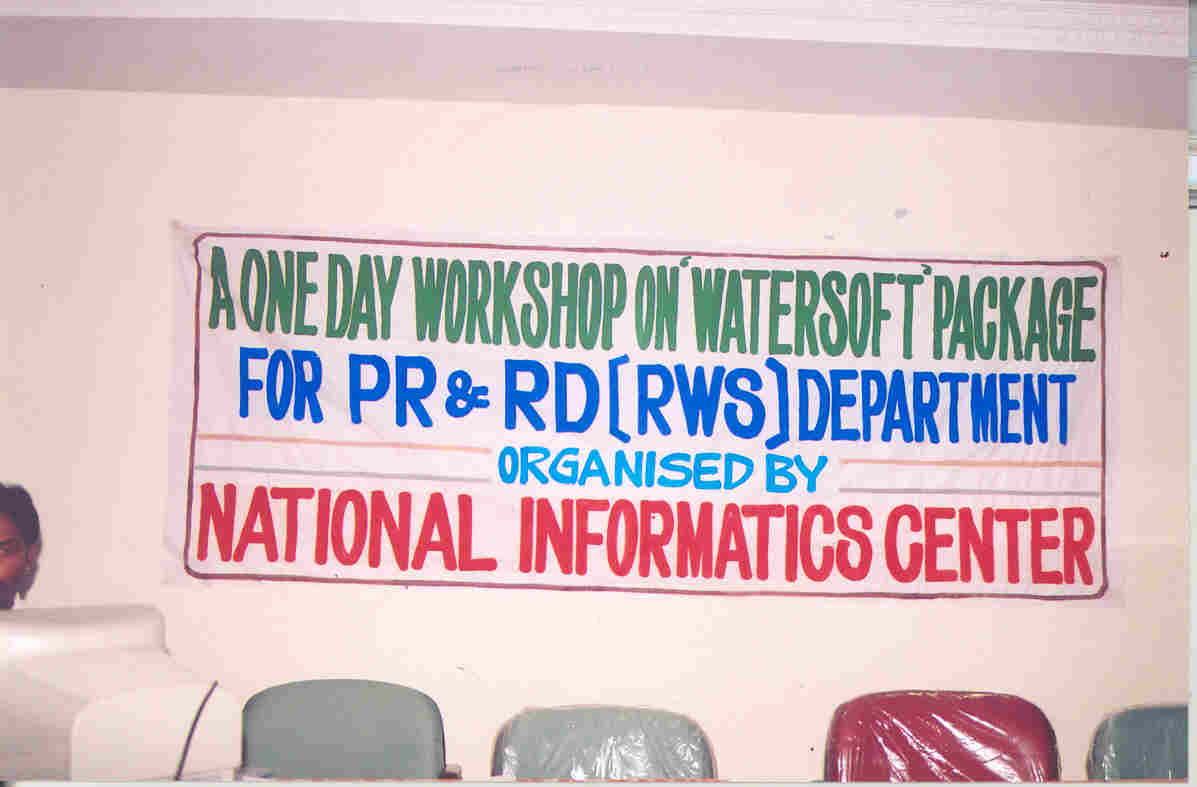 A ONE DAY WORKSHOP ON 'WATERSOFT' PACKAGE
FOR PR & RD [RWS] DEPARTMENT
ORGANISED BY
NATIONAL INFORMATICS CENTER